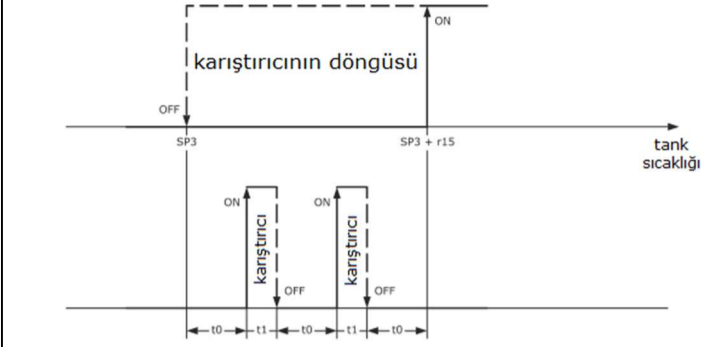 ON
karıştırıcının döngüsü
OFF
SP3
SP3 + r15
tank
sıcaklığı
ON
karıştırıcı
OFF
ON
karıştırıcı
OFF
t0
t1
t0
t1
t0